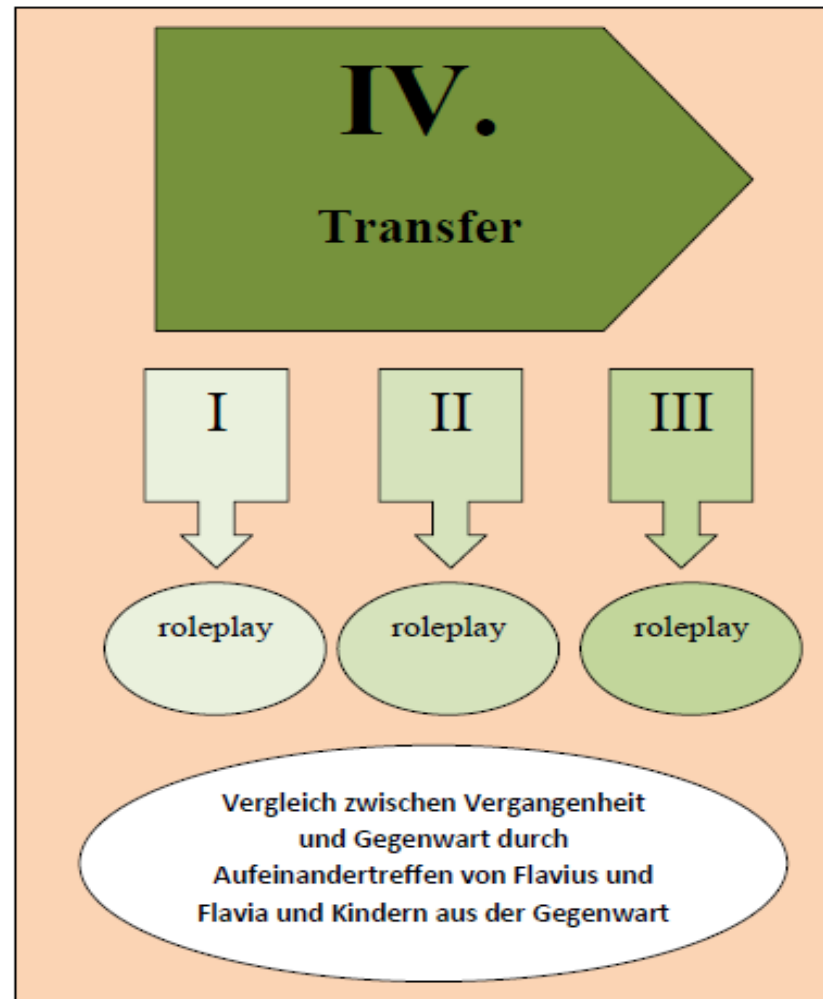 IV.
Transfer
I
II
III
roleplay
roleplay
roleplay
Vergleich zwischen Vergangenheit
und Gegenwart durch
Aufeinandertreffen von Flavius und
Flavia und Kindern aus der Gegenwart